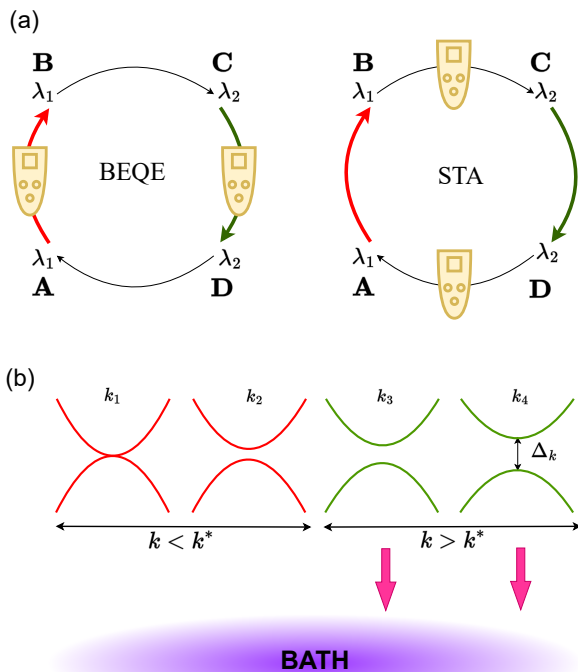 (a)
B C B C
λ₁ λ₂ λ₁ λ₂
BEQE STA
λ₁ λ₂ λ₁ λ₂
A D A D
(b)
k₁ k₂ k₃ k₄
Δₖ
k < k* k > k*
BATH